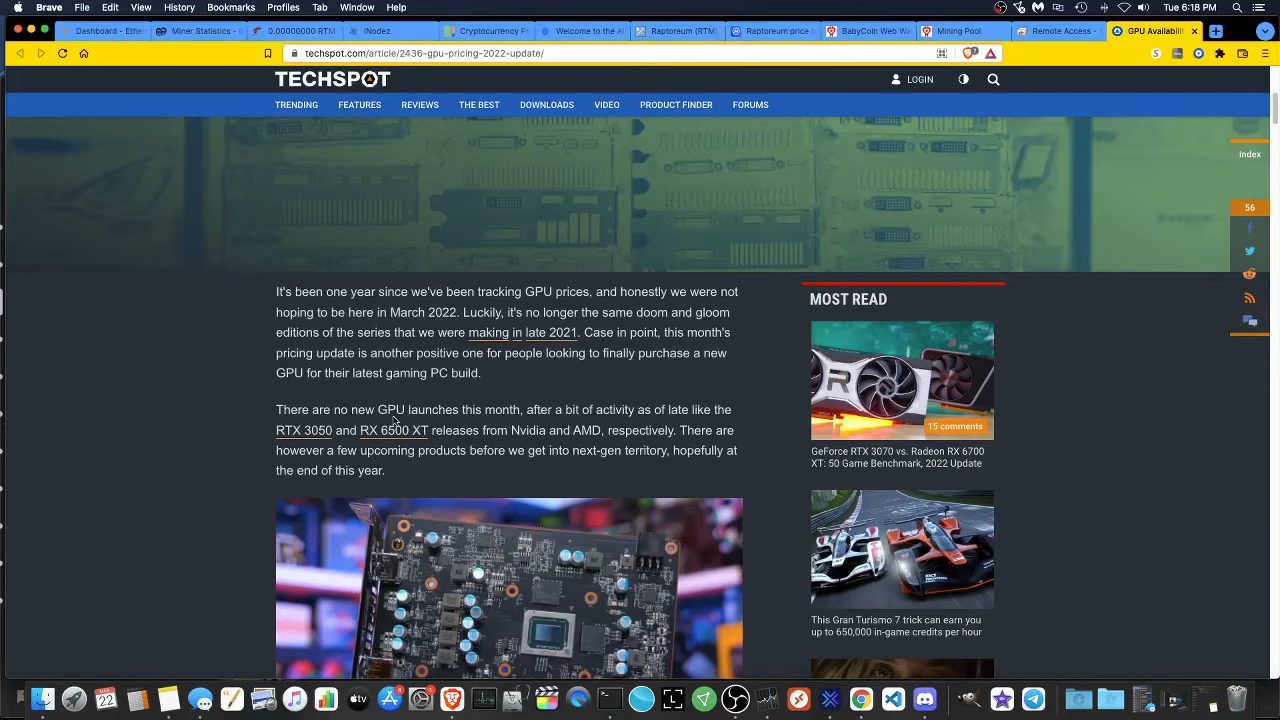 Brave File Edit View History Bookmarks Profiles Tab Window Help
Tue 6:18 PM
Dashboard - Ethe
Miner Statistics - 
0.00000000 RTM
iNodez
Cryptocurrency P
Welcome to the A
Raptoreum (RTM)
Raptoreum price 
BabyCoin Web Wa
Mining Pool
Remote Access - 
GPU Availabili
techspot.com/article/2436-gpu-pricing-2022-update/
TECHSPOT
LOGIN
TRENDING FEATURES REVIEWS THE BEST DOWNLOADS VIDEO PRODUCT FINDER FORUMS
Index
56
It's been one year since we've been tracking GPU prices, and honestly we were not
hoping to be here in March 2022. Luckily, it's no longer the same doom and gloom
editions of the series that we were making in late 2021. Case in point, this month's
pricing update is another positive one for people looking to finally purchase a new
GPU for their latest gaming PC build.
There are no new GPU launches this month, after a bit of activity as of late like the
RTX 3050 and RX 6500 XT releases from Nvidia and AMD, respectively. There are
however a few upcoming products before we get into next-gen territory, hopefully at
the end of this year.
MOST READ
15 comments
GeForce RTX 3070 vs. Radeon RX 6700
XT: 50 Game Benchmark, 2022 Update
This Gran Turismo 7 trick can earn you
up to 650,000 in-game credits per hour
MAR
22